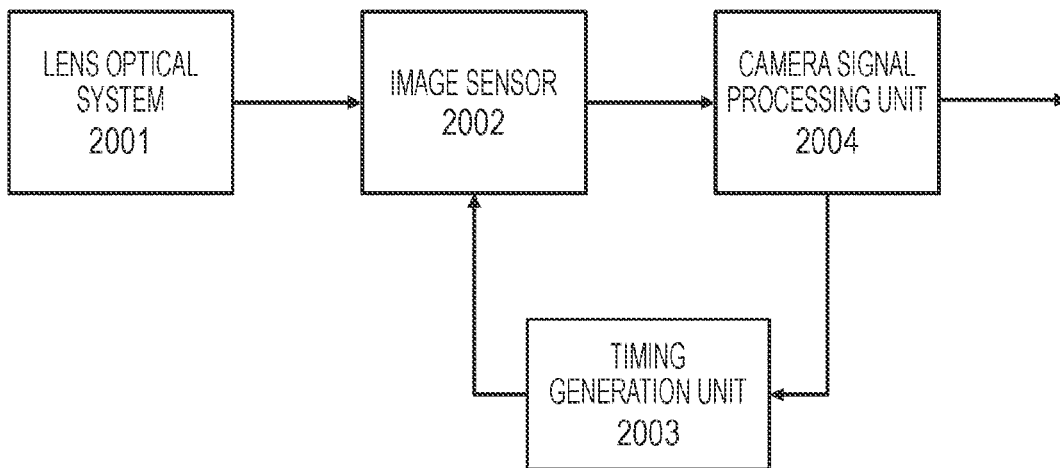 LENS OPTICAL
SYSTEM
2001
IMAGE SENSOR
2002
CAMERA SIGNAL
PROCESSING UNIT
2004
TIMING
GENERATION UNIT
2003